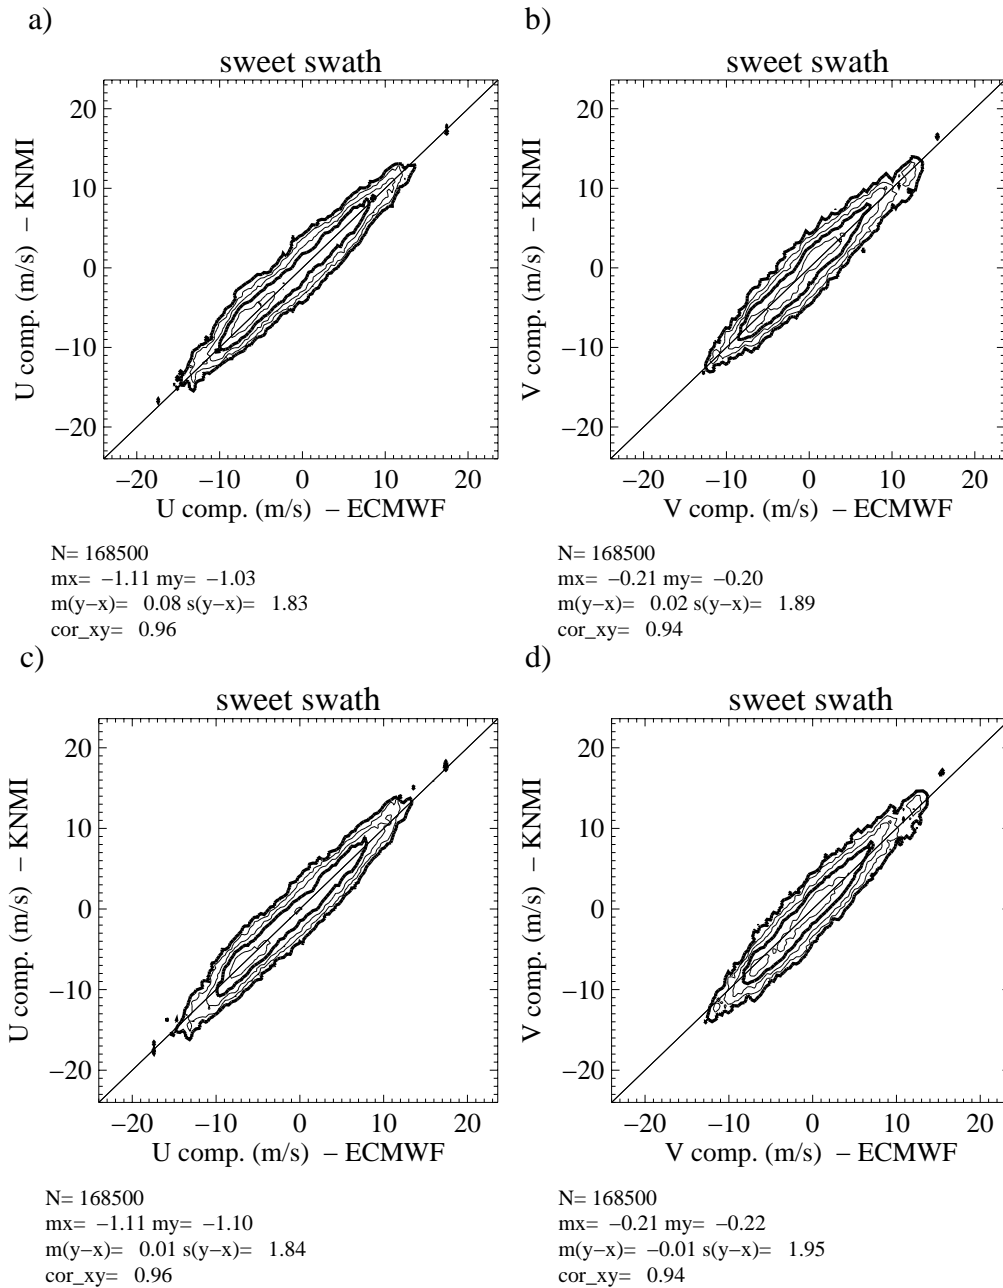 a)
sweet swath
U comp. (m/s)  − KNMI
20
10
0
−10
−20
−20 −10 0 10 20
U comp. (m/s)  − ECMWF
N= 168500
mx=  −1.11 my=  −1.03
m(y−x)=   0.08 s(y−x)=   1.83
cor_xy=   0.96
b)
sweet swath
V comp. (m/s)  − KNMI
20
10
0
−10
−20
−20 −10 0 10 20
V comp. (m/s)  − ECMWF
N= 168500
mx=  −0.21 my=  −0.20
m(y−x)=   0.02 s(y−x)=   1.89
cor_xy=   0.94
c)
sweet swath
U comp. (m/s)  − KNMI
20
10
0
−10
−20
−20 −10 0 10 20
U comp. (m/s)  − ECMWF
N= 168500
mx=  −1.11 my=  −1.10
m(y−x)=   0.01 s(y−x)=   1.84
cor_xy=   0.96
d)
sweet swath
V comp. (m/s)  − KNMI
20
10
0
−10
−20
−20 −10 0 10 20
V comp. (m/s)  − ECMWF
N= 168500
mx=  −0.21 my=  −0.22
m(y−x)=  −0.01 s(y−x)=   1.95
cor_xy=   0.94